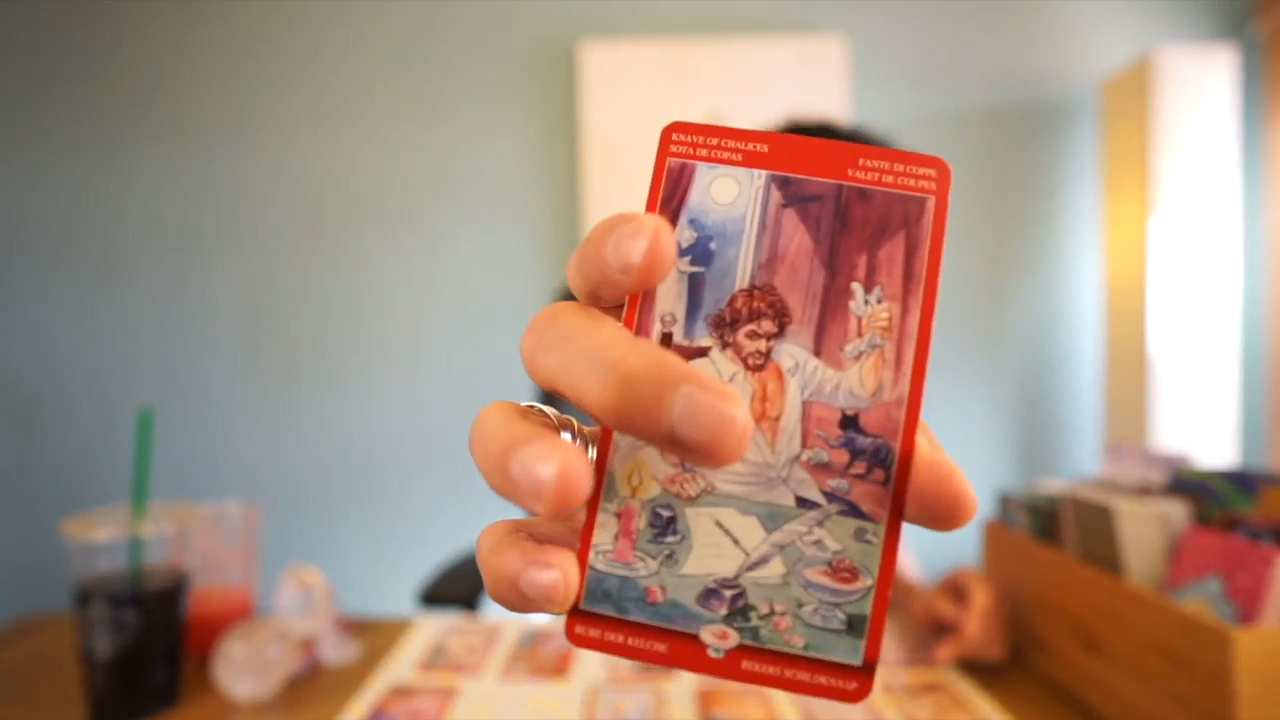 KNAVE OF CHALICES
SOTA DE COPAS
FANTE DI COPPE
VALET DE COUPES
BUBE DER KELCHE
BEKERS SCHILDKNAAP